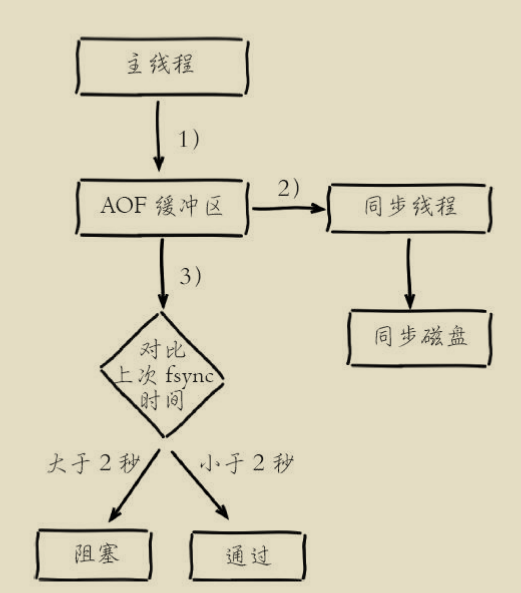 主线程
1)
AOF 缓冲区
2)
同步线程
3)
同步磁盘
对比
上次 fsync
时间
大于 2 秒
小于 2 秒
阻塞
通过